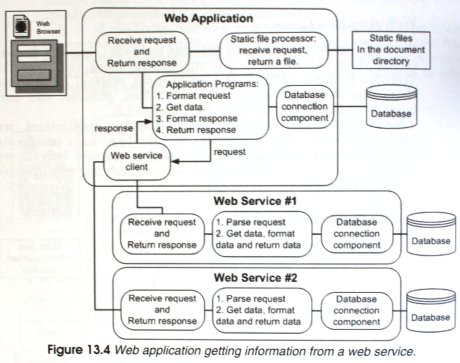 Web Application
Web
Browser
Receive request
and
Return response
Static file processor:
receive request,
return a file.
Static files
In the document
directory
Application Programs:
1. Format request
2. Get data.
3. Format response
4. Return response
Database
connection
component
Database
response
request
Web service
client
Web Service #1
Receive request
and
Return response
1. Parse request
2. Get data, format
data and return data
Database
connection
component
Database
Web Service #2
Receive request
and
Return response
1. Parse request
2. Get data, format
data and return data
Database
connection
component
Database
Figure 13.4 Web application getting information from a web service.